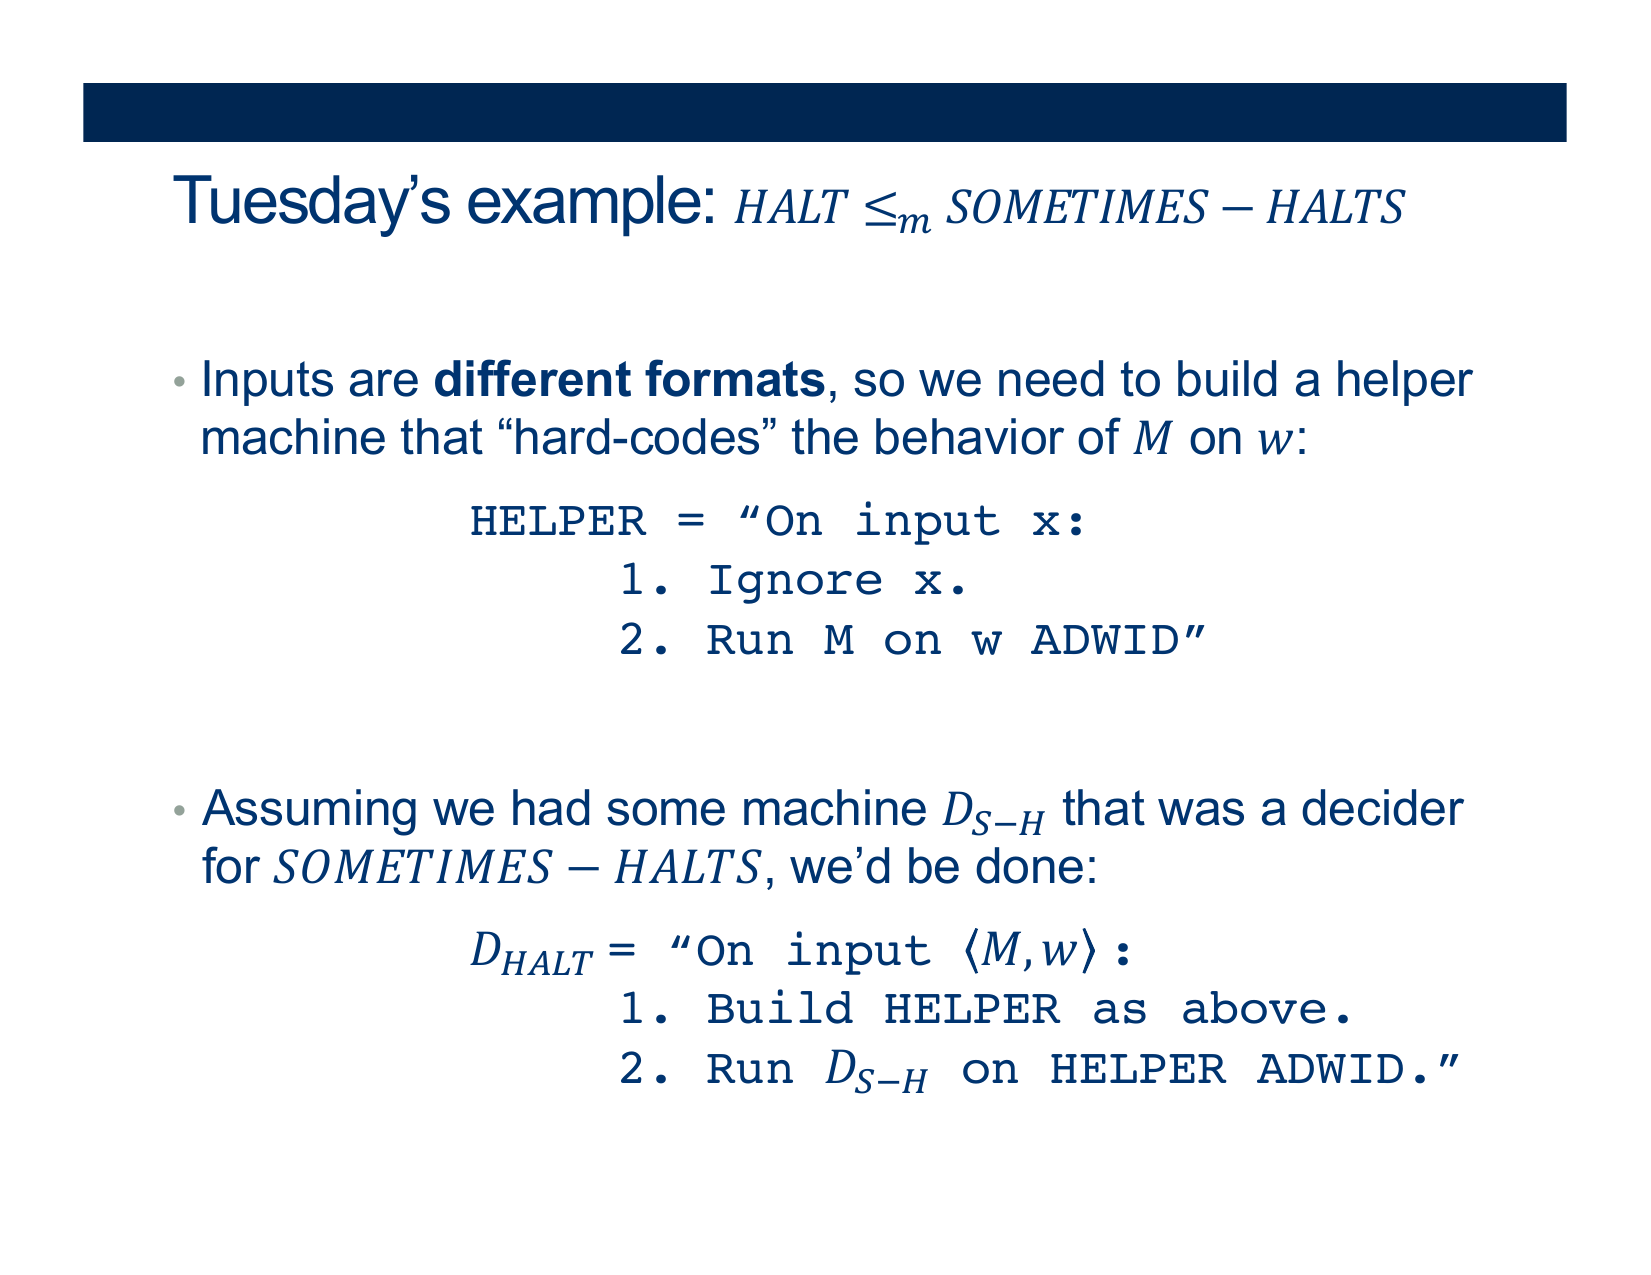 Tuesday’s example: 𝐻𝐴𝐿𝑇 ≤ₘ 𝑆𝑂𝑀𝐸𝑇𝐼𝑀𝐸𝑆 − 𝐻𝐴𝐿𝑇𝑆
• Inputs are different formats, so we need to build a helper
machine that “hard-codes” the behavior of 𝑀 on 𝑤:
HELPER = “On input x:
1. Ignore x.
2. Run M on w ADWID”
• Assuming we had some machine 𝐷_{𝑆−𝐻} that was a decider
for 𝑆𝑂𝑀𝐸𝑇𝐼𝑀𝐸𝑆 − 𝐻𝐴𝐿𝑇𝑆, we’d be done:
𝐷_{𝐻𝐴𝐿𝑇} = “On input ⟨𝑀, 𝑤⟩:
1. Build HELPER as above.
2. Run 𝐷_{𝑆−𝐻} on HELPER ADWID.”